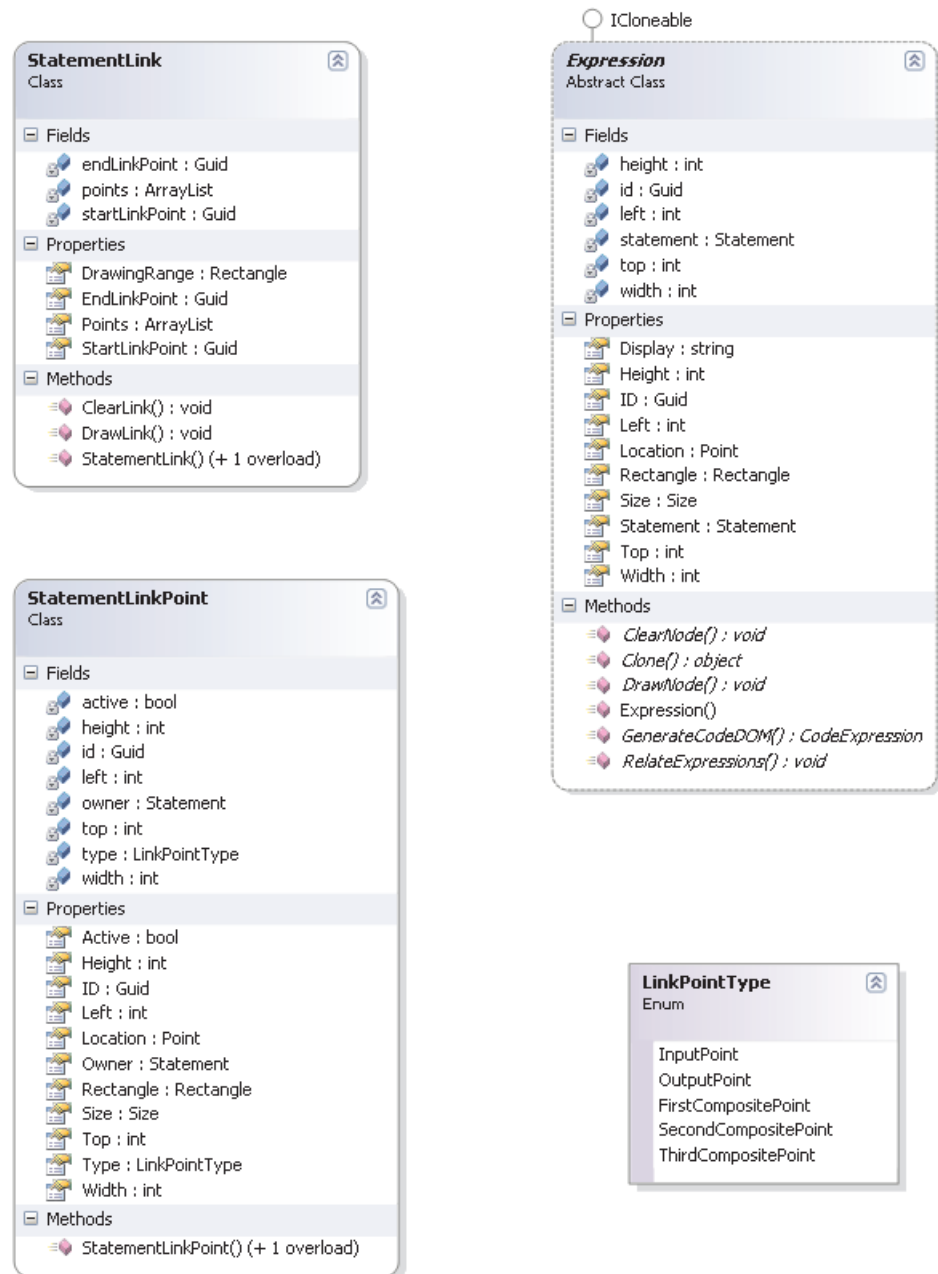 StatementLink
Class
Fields
endLinkPoint : Guid
points : ArrayList
startLinkPoint : Guid
Properties
DrawingRange : Rectangle
EndLinkPoint : Guid
Points : ArrayList
StartLinkPoint : Guid
Methods
ClearLink() : void
DrawLink() : void
StatementLink() (+ 1 overload)
ICloneable
Expression
Abstract Class
Fields
height : int
id : Guid
left : int
statement : Statement
top : int
width : int
Properties
Display : string
Height : int
ID : Guid
Left : int
Location : Point
Rectangle : Rectangle
Size : Size
Statement : Statement
Top : int
Width : int
Methods
ClearNode() : void
Clone() : object
DrawNode() : void
Expression()
GenerateCodeDOM() : CodeExpression
RelateExpressions() : void
StatementLinkPoint
Class
Fields
active : bool
height : int
id : Guid
left : int
owner : Statement
top : int
type : LinkPointType
width : int
Properties
Active : bool
Height : int
ID : Guid
Left : int
Location : Point
Owner : Statement
Rectangle : Rectangle
Size : Size
Top : int
Type : LinkPointType
Width : int
Methods
StatementLinkPoint() (+ 1 overload)
LinkPointType
Enum
InputPoint
OutputPoint
FirstCompositePoint
SecondCompositePoint
ThirdCompositePoint